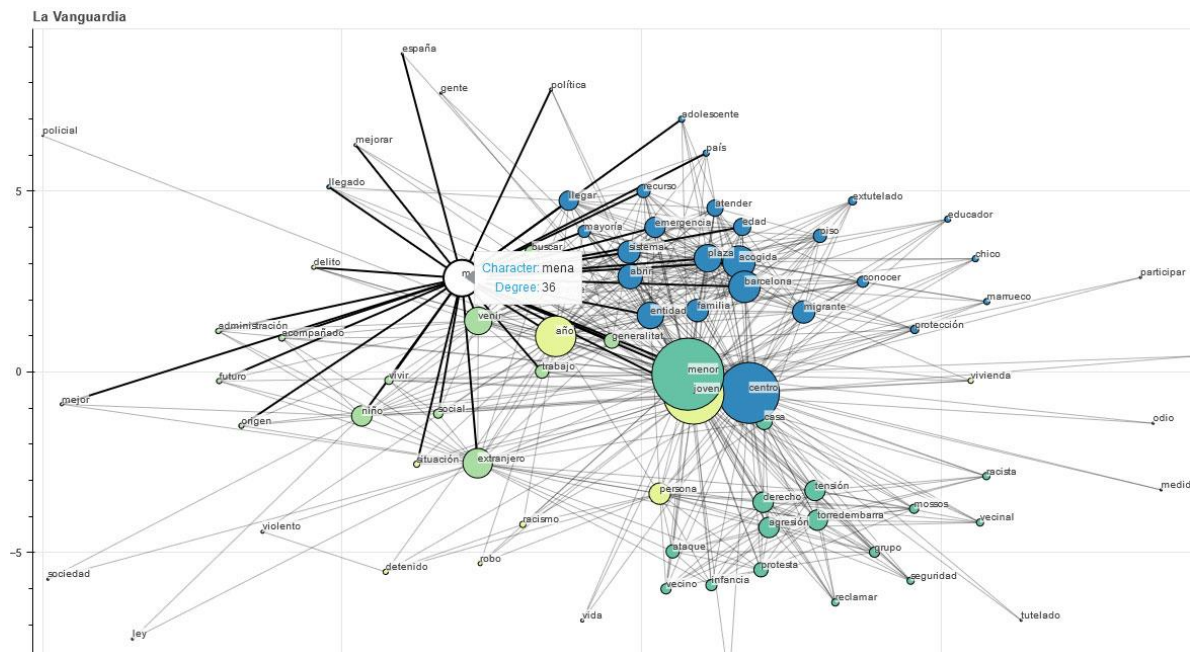 La Vanguardia
españa
gente
política
policial
adolescente
mejorar
país
llegado
5
llegar
recurso
atender
extutelado
mayoría
emergencia
edad
educador
buscar
sistema
piso
delito
plaza
acogida
chico
m
Character: mena
abrir
barcelona
conocer
participar
Degree: 36
entidad
familia
migrante
marrueco
venir
administración
acompañado
año
generalitat
protección
0
menor
futuro
vivir
trabajo
joven
centro
vivienda
mejor
niño
social
casa
odio
origen
situación
extranjero
racista
medid
persona
derecho
tensión
mossos
violento
racismo
agresión
torredembarra
vecinal
-5
sociedad
detenido
robo
ataque
protesta
grupo
vecino
infancia
seguridad
reclamar
ley
vida
tutelado